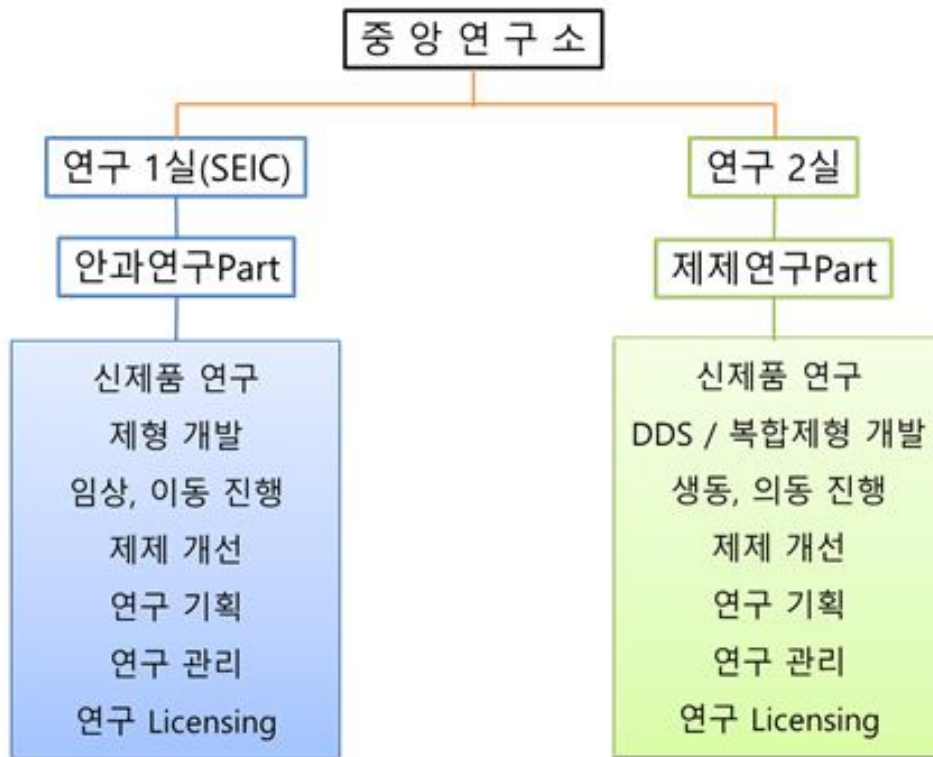 중 앙 연 구 소
연구 1실(SEIC)
연구 2실
안과연구Part
제제연구Part
신제품 연구
제형 개발
임상, 이동 진행
제제 개선
연구 기획
연구 관리
연구 Licensing
신제품 연구
DDS / 복합제형 개발
생동, 의동 진행
제제 개선
연구 기획
연구 관리
연구 Licensing